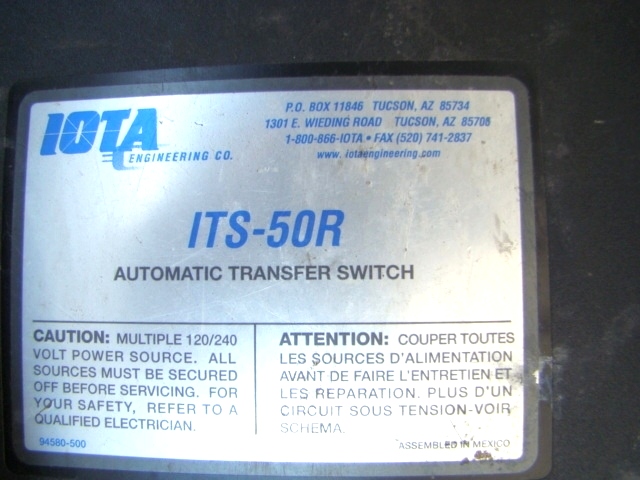 IOTA
ENGINEERING CO.
P.O. BOX 11846 TUCSON, AZ 85734
1301 E. WIEDING ROAD TUCSON, AZ 85706
1-800-866-IOTA • FAX (520) 741-2837
www. iotaengineering.com
ITS-50R
AUTOMATIC TRANSFER SWITCH
CAUTION: MULTIPLE 120/240
VOLT POWER SOURCE. ALL
SOURCES MUST BE SECURED
OFF BEFORE SERVICING. FOR
YOUR SAFETY, REFER TO A
QUALIFIED ELECTRICIAN.
94580-500
ATTENTION: COUPER TOUTES
LES SOURCES D'ALIMENTATION
AVANT DE FAIRE L'ENTRETIEN ET
LES REPARATION. PLUS D'UN
CIRCUIT SOUS TENSION-VOIR
SCHEMA.
ASSEMBLED IN MEXICO